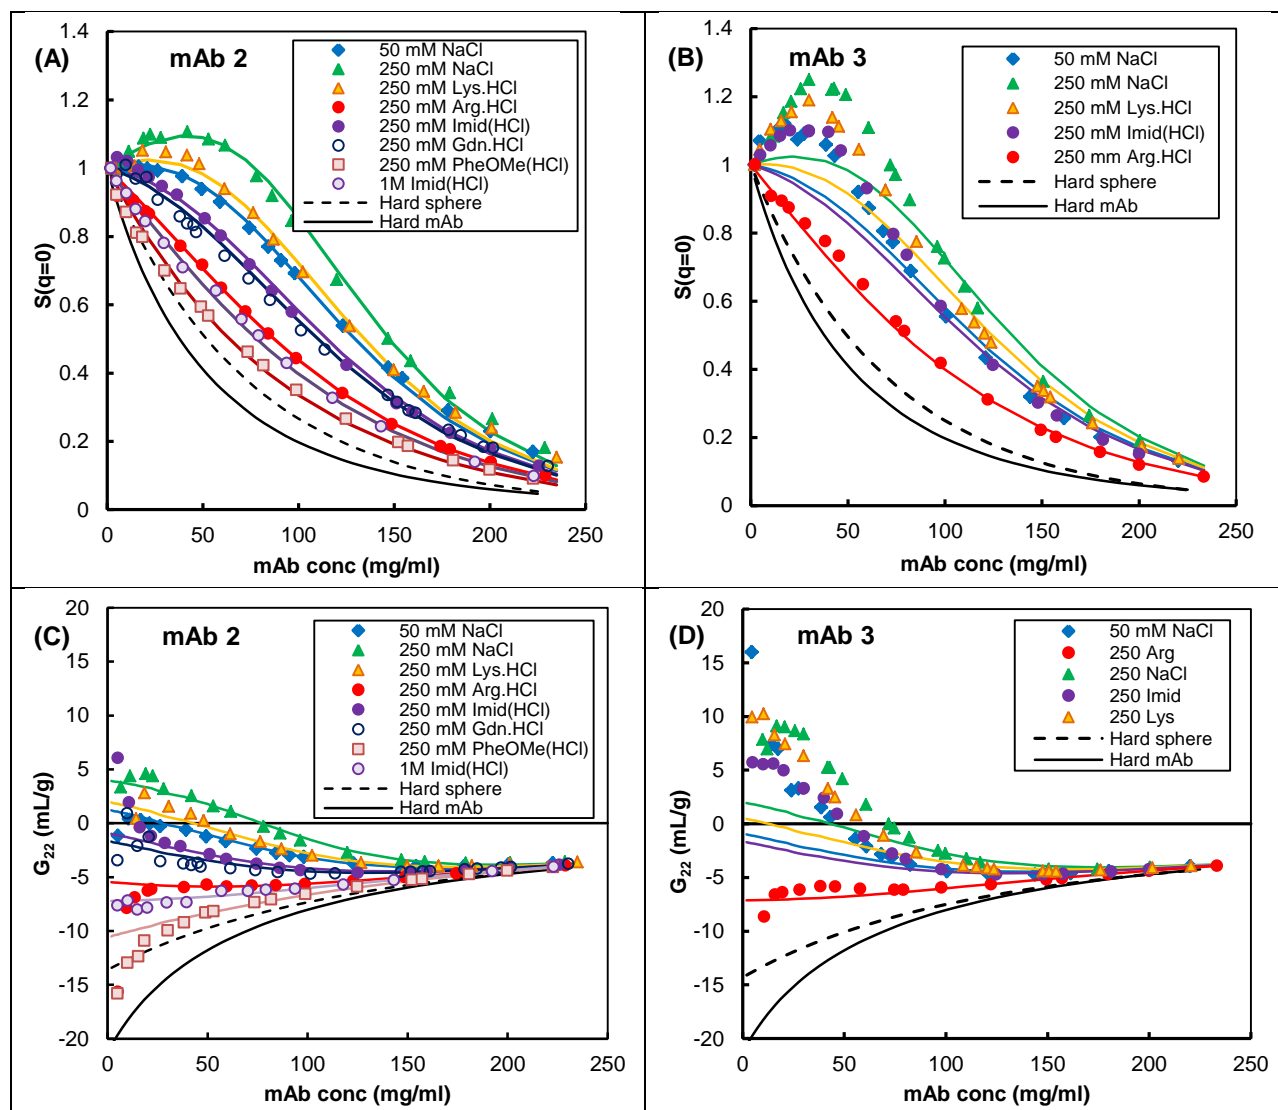 (A)
mAb 2
50 mM NaCl
250 mM NaCl
250 mM Lys.HCl
250 mM Arg.HCl
250 mM Imid(HCl)
250 mM Gdn.HCl
250 mM PheOMe(HCl)
1M Imid(HCl)
Hard sphere
Hard mAb
1.4
1.2
1
0.8
0.6
0.4
0.2
0
S(q=0)
0
50
100
150
200
250
mAb conc (mg/ml)
(B)
mAb 3
50 mM NaCl
250 mM NaCl
250 mM Lys.HCl
250 mM Imid(HCl)
250 mm Arg.HCl
Hard sphere
Hard mAb
1.4
1.2
1
0.8
0.6
0.4
0.2
0
S(q=0)
0
50
100
150
200
250
mAb conc (mg/ml)
(C)
mAb 2
50 mM NaCl
250 mM NaCl
250 mM Lys.HCl
250 mM Arg.HCl
250 mM Imid(HCl)
250 mM Gdn.HCl
250 mM PheOMe(HCl)
1M Imid(HCl)
Hard sphere
Hard mAb
20
15
10
5
0
-5
-10
-15
-20
G22 (mL/g)
0
50
100
150
200
250
mAb conc (mg/ml)
(D)
mAb 3
50 mM NaCl
250 Arg
250 NaCl
250 Imid
250 Lys
Hard sphere
Hard mAb
20
15
10
5
0
-5
-10
-15
-20
G22 (mL/g)
0
50
100
150
200
250
mAb conc (mg/ml)